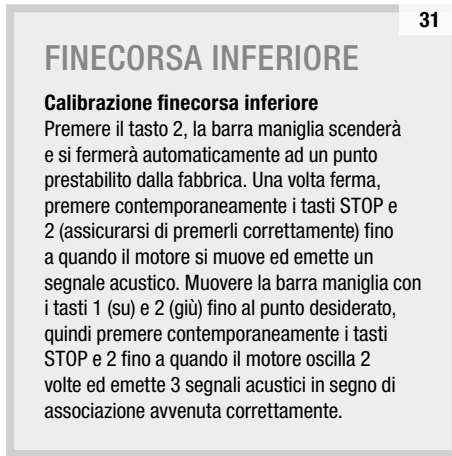 31
FINECORSA INFERIORE
Calibrazione finecorsa inferiore
Premere il tasto 2, la barra maniglia scenderà
e si fermerà automaticamente ad un punto
prestabilito dalla fabbrica. Una volta ferma,
premere contemporaneamente i tasti STOP e
2 (assicurarsi di premerli correttamente) fino
a quando il motore si muove ed emette un
segnale acustico. Muovere la barra maniglia con
i tasti 1 (su) e 2 (giù) fino al punto desiderato,
quindi premere contemporaneamente i tasti
STOP e 2 fino a quando il motore oscilla 2
volte ed emette 3 segnali acustici in segno di
associazione avvenuta correttamente.